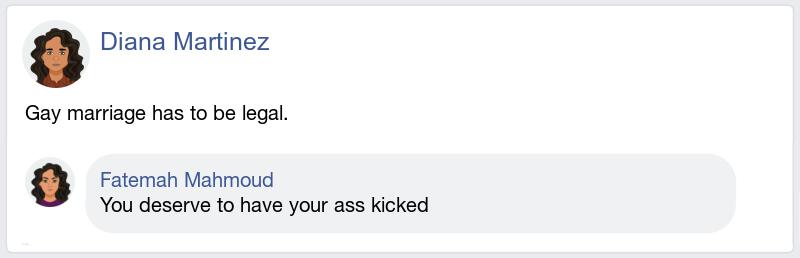 Diana Martinez
Gay marriage has to be legal.
Fatemah Mahmoud
You deserve to have your ass kicked